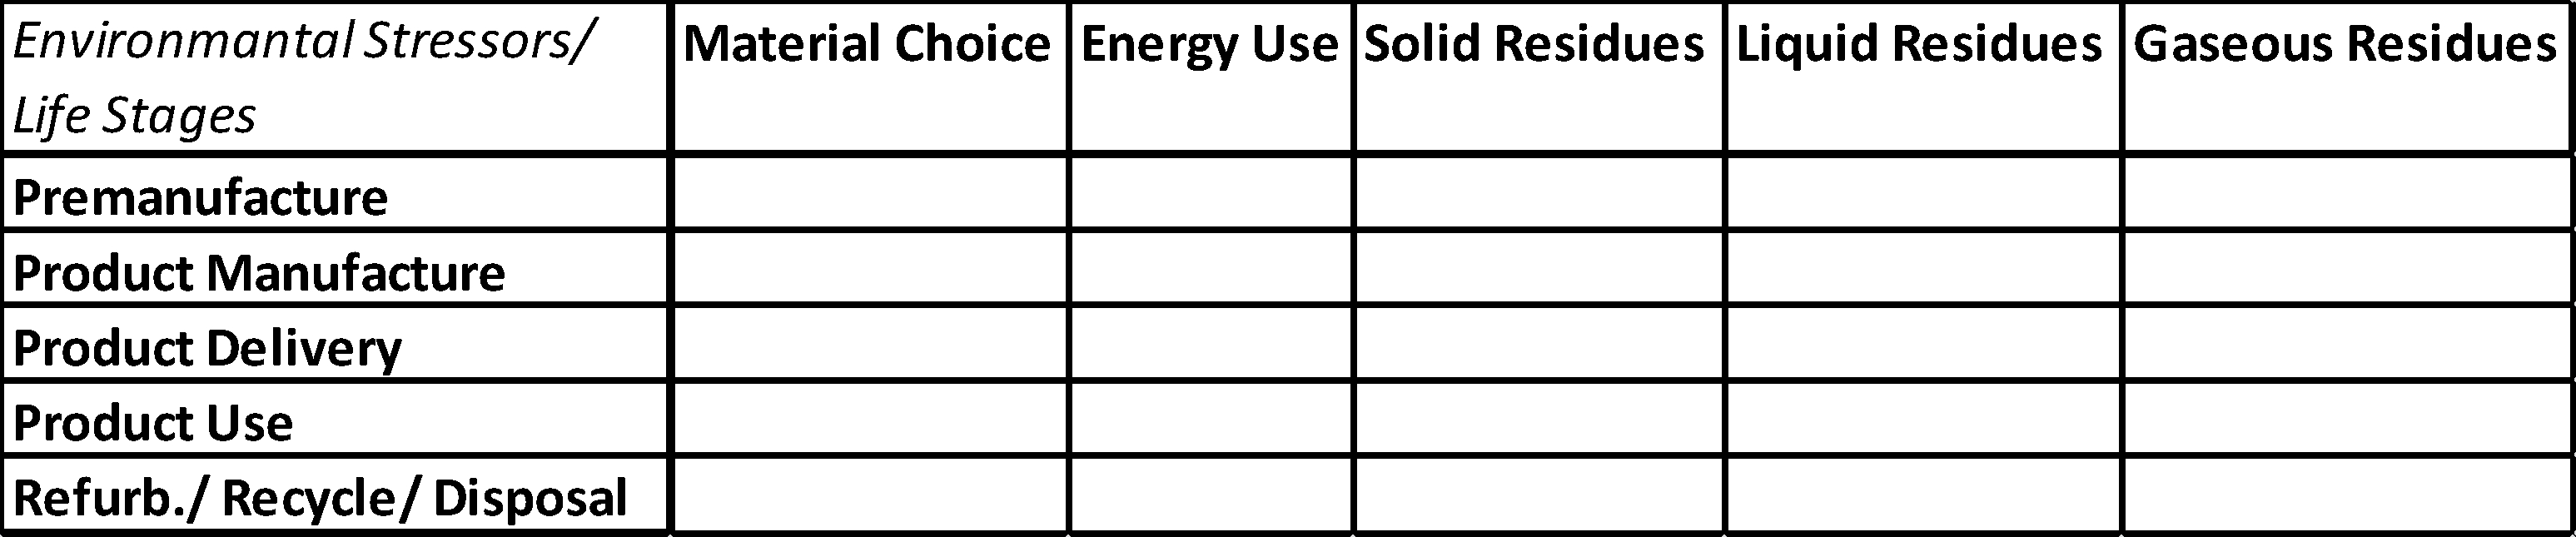 Environmantal Stressors/ Material Choice Energy Use Solid Residues Liquid Residues Gaseous Residues
Life Stages
Premanufacture
Product Manufacture
Product Delivery
Product Use
Refurb./ Recycle/ Disposal